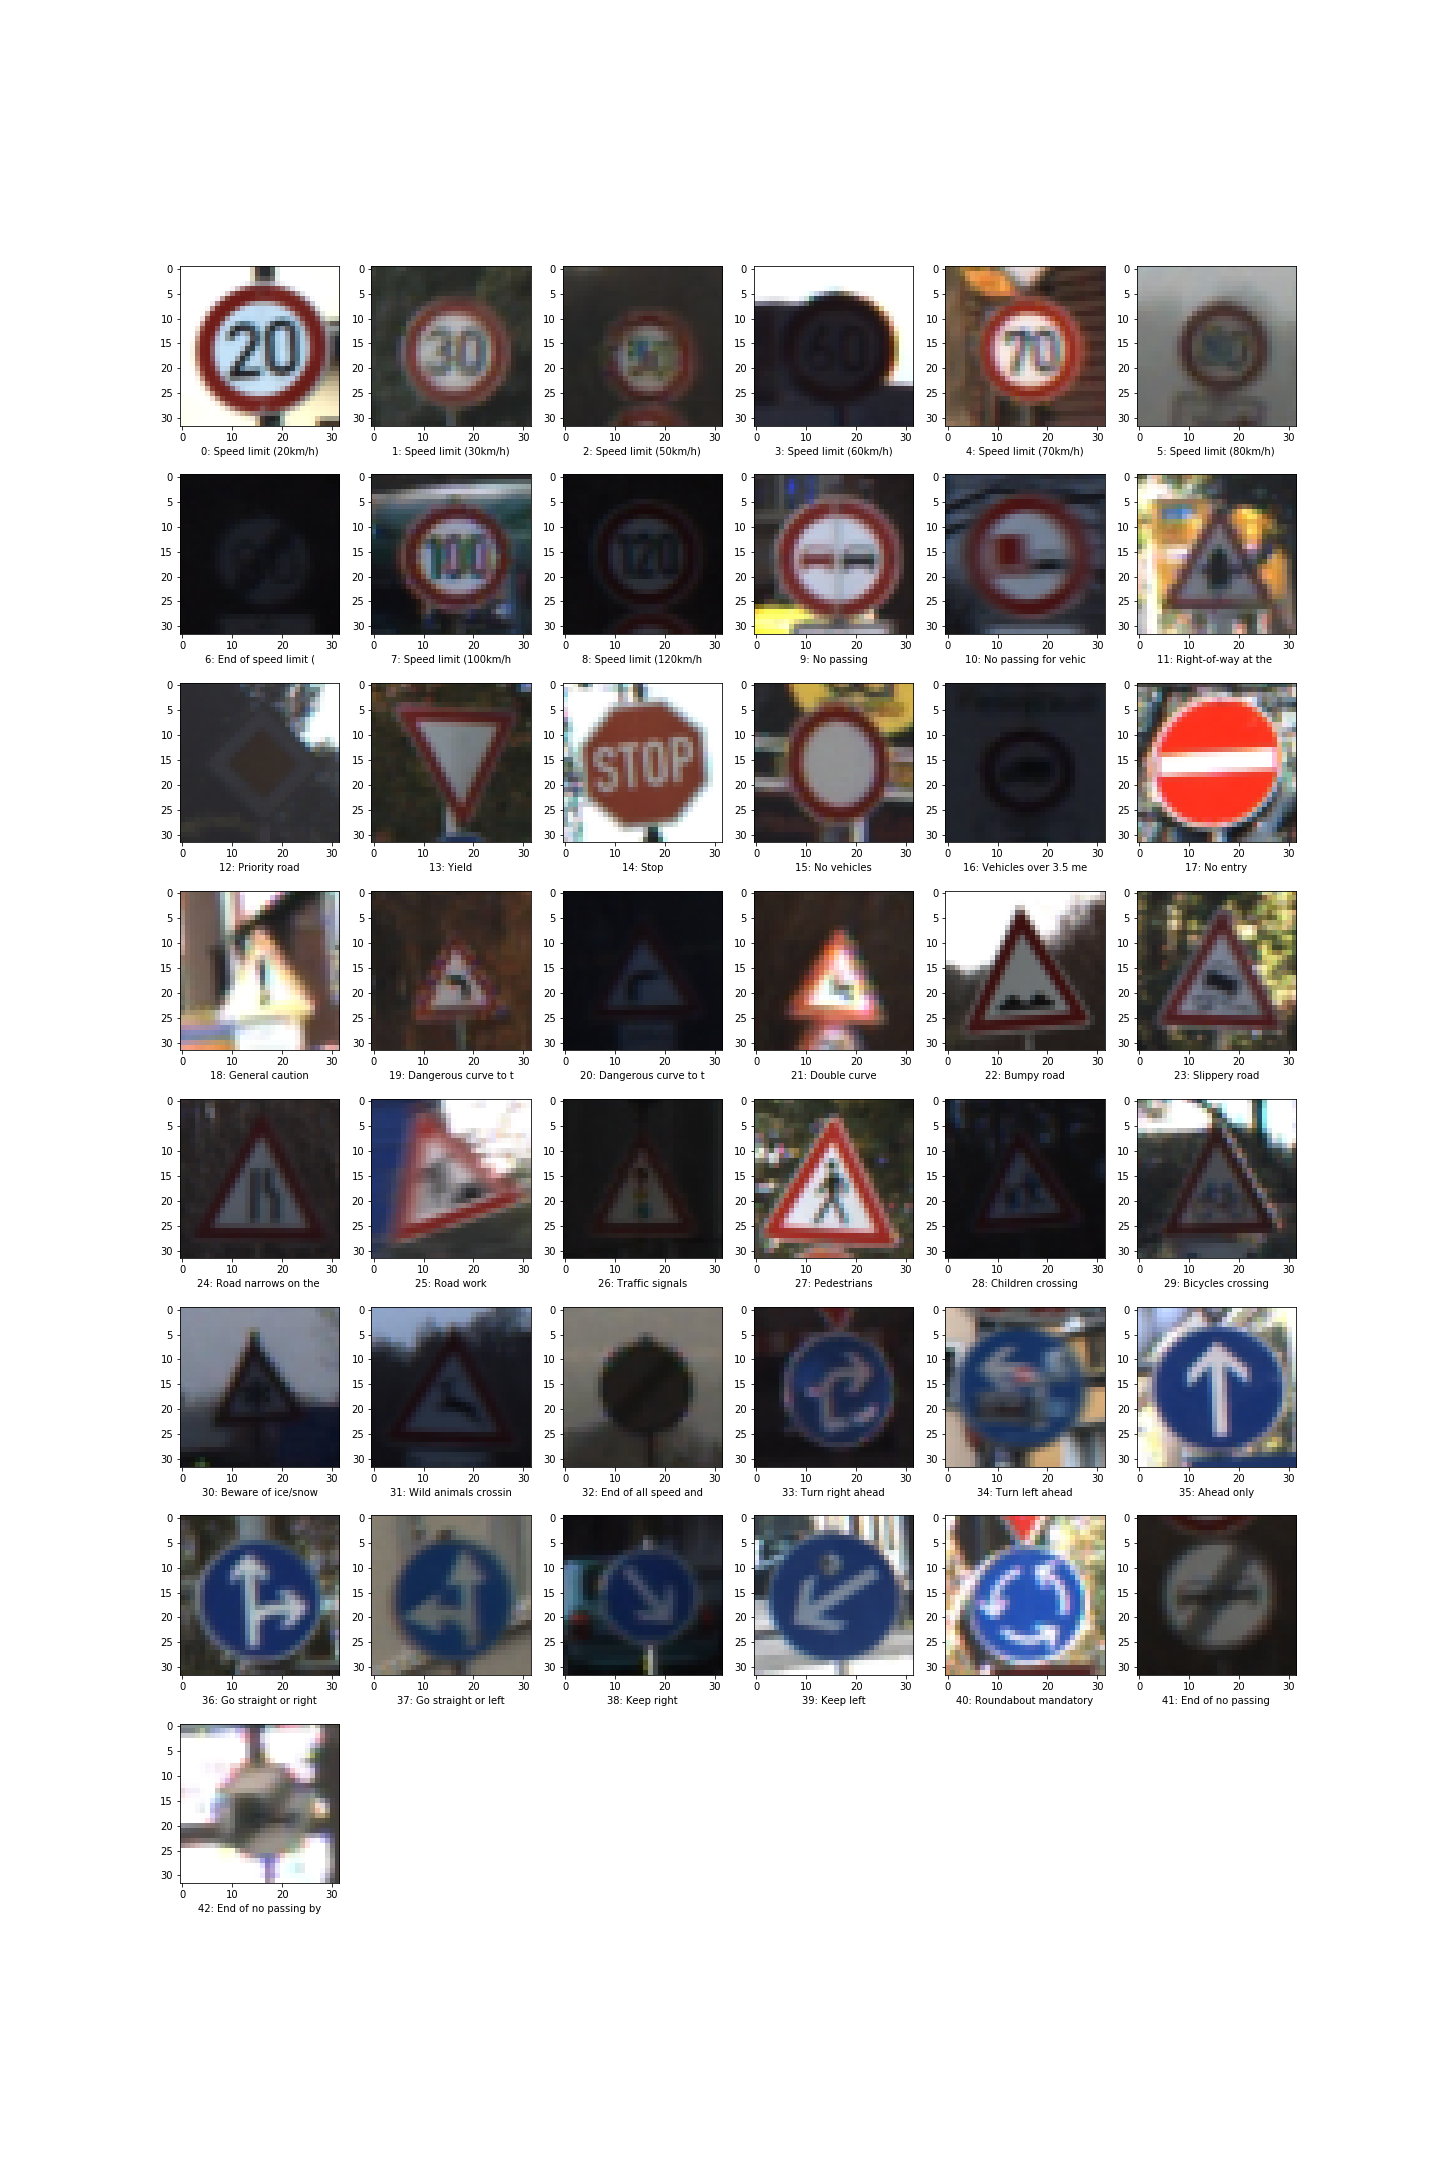 20
30
70
0: Speed limit (20km/h)
1: Speed limit (30km/h)
2: Speed limit (50km/h)
3: Speed limit (60km/h)
4: Speed limit (70km/h)
5: Speed limit (80km/h)
100
120
6: End of speed limit (
7: Speed limit (100km/h
8: Speed limit (120km/h
9: No passing
10: No passing for vehic
11: Right-of-way at the
STOP
12: Priority road
13: Yield
14: Stop
15: No vehicles
16: Vehicles over 3.5 me
17: No entry
18: General caution
19: Dangerous curve to t
20: Dangerous curve to t
21: Double curve
22: Bumpy road
23: Slippery road
24: Road narrows on the
25: Road work
26: Traffic signals
27: Pedestrians
28: Children crossing
29: Bicycles crossing
30: Beware of ice/snow
31: Wild animals crossin
32: End of all speed and
33: Turn right ahead
34: Turn left ahead
35: Ahead only
36: Go straight or right
37: Go straight or left
38: Keep right
39: Keep left
40: Roundabout mandatory
41: End of no passing
42: End of no passing by